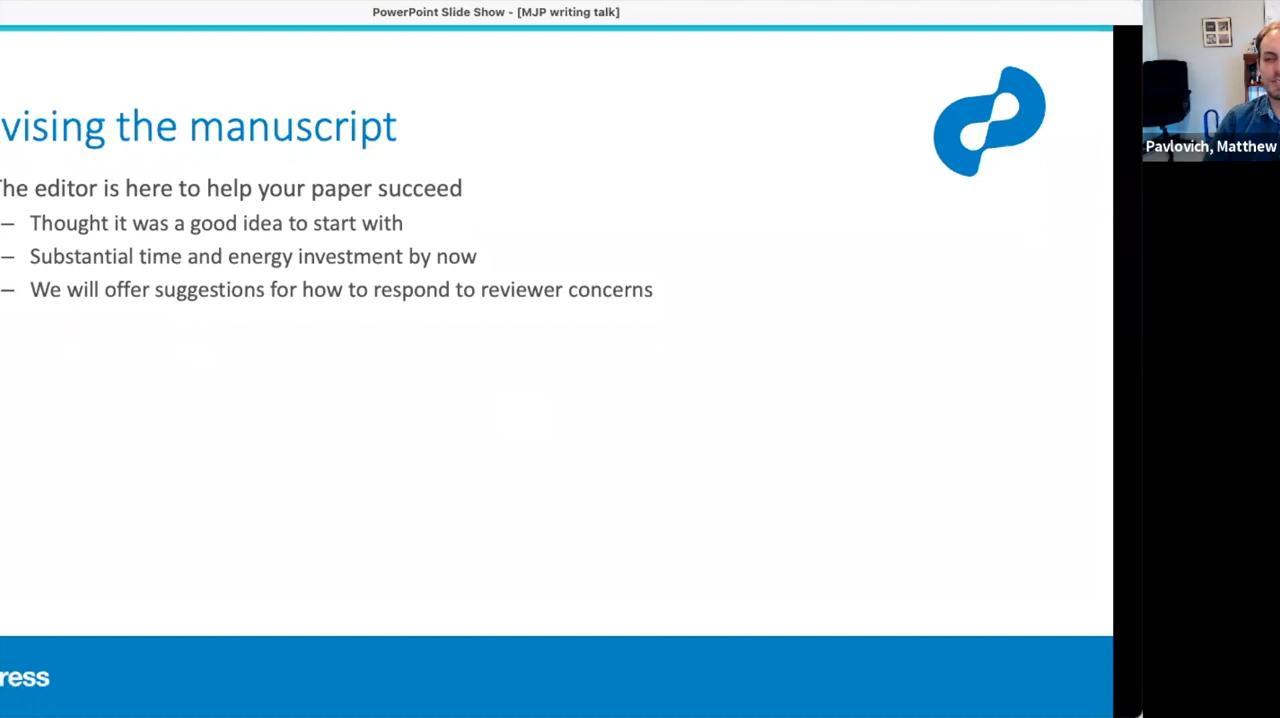 PowerPoint Slide Show - [MJP writing talk]
vising the manuscript
The editor is here to help your paper succeed
– Thought it was a good idea to start with
– Substantial time and energy investment by now
– We will offer suggestions for how to respond to reviewer concerns
Pavlovich, Matthew
ress